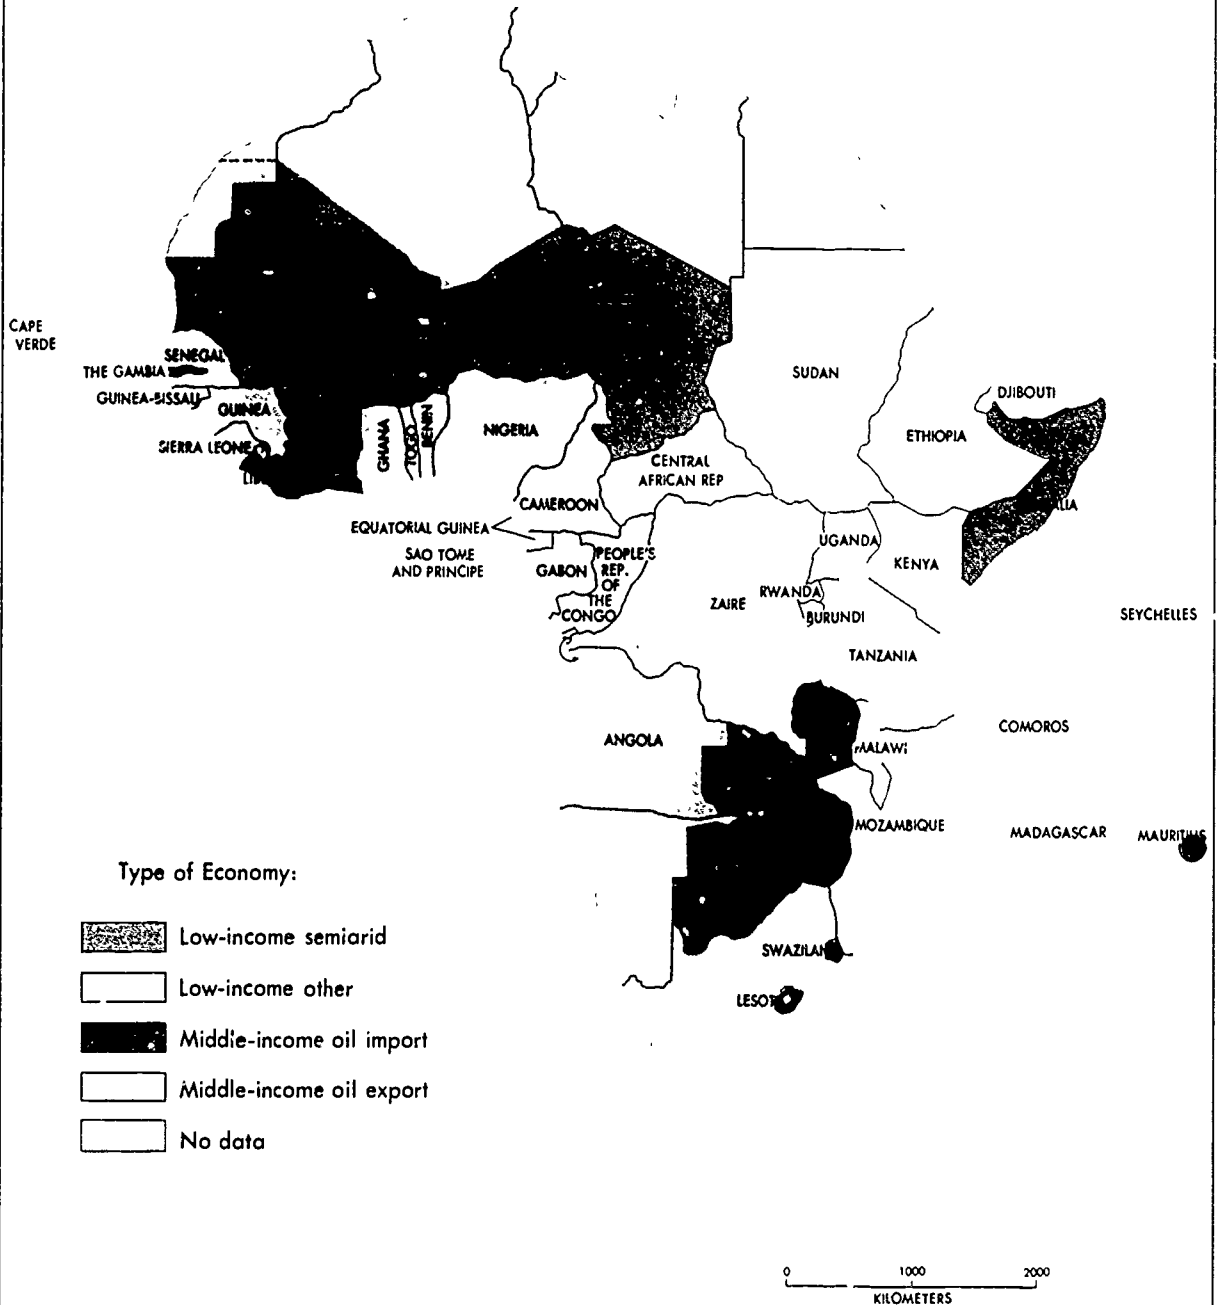 CAPE
VERDE
SENEGAL
THE GAMBIA
GUINEA-BISSAU
GUINEA
SIERRA LEONE
GHANA
TOGO
BENIN
NIGERIA
CAMEROON
CENTRAL
AFRICAN REP
SUDAN
DJIBOUTI
ETHIOPIA
EQUATORIAL GUINEA
SAO TOME
AND PRINCIPE
GABON
PEOPLE'S
REP.
OF
THE
CONGO
UGANDA
KENYA
ZAIRE
RWANDA
BURUNDI
TANZANIA
SEYCHELLES
COMOROS
ANGOLA
MALAWI
MOZAMBIQUE
MADAGASCAR
MAURITIUS
SWAZILAN
LESOT
Type of Economy:
Low-income semiarid
Low-income other
Middle-income oil import
Middle-income oil export
No data
0 1000 2000
KILOMETERS